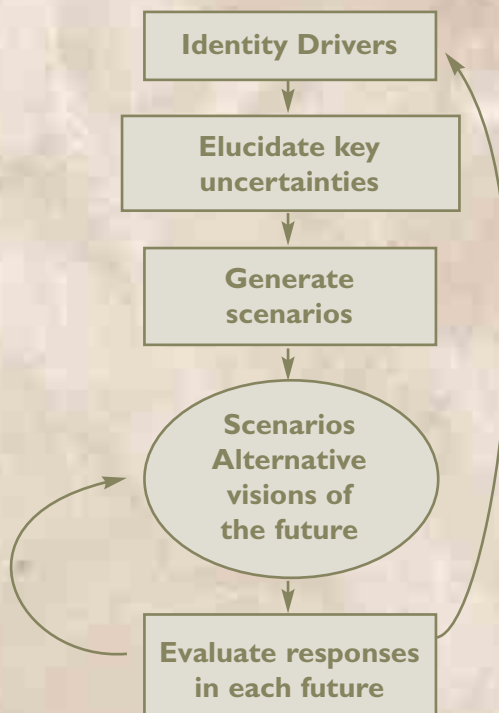 Identity Drivers
Elucidate key
uncertainties
Generate
scenarios
Scenarios
Alternative
visions of
the future
Evaluate responses
in each future